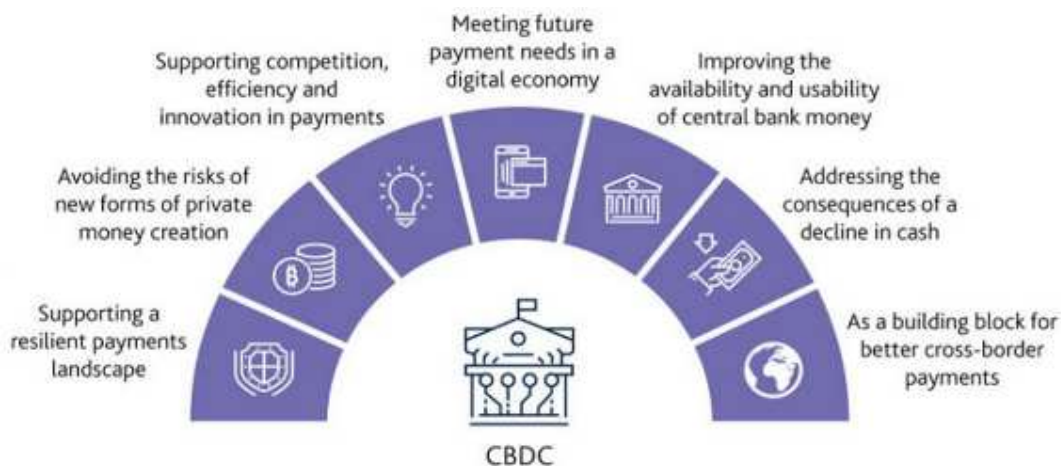 Supporting a
resilient payments
landscape
Avoiding the risks of
new forms of private
money creation
Supporting competition,
efficiency and
innovation in payments
Meeting future
payment needs in a
digital economy
Improving the
availability and usability
of central bank money
Addressing the
consequences of a
decline in cash
As a building block for
better cross-border
payments
CBDC